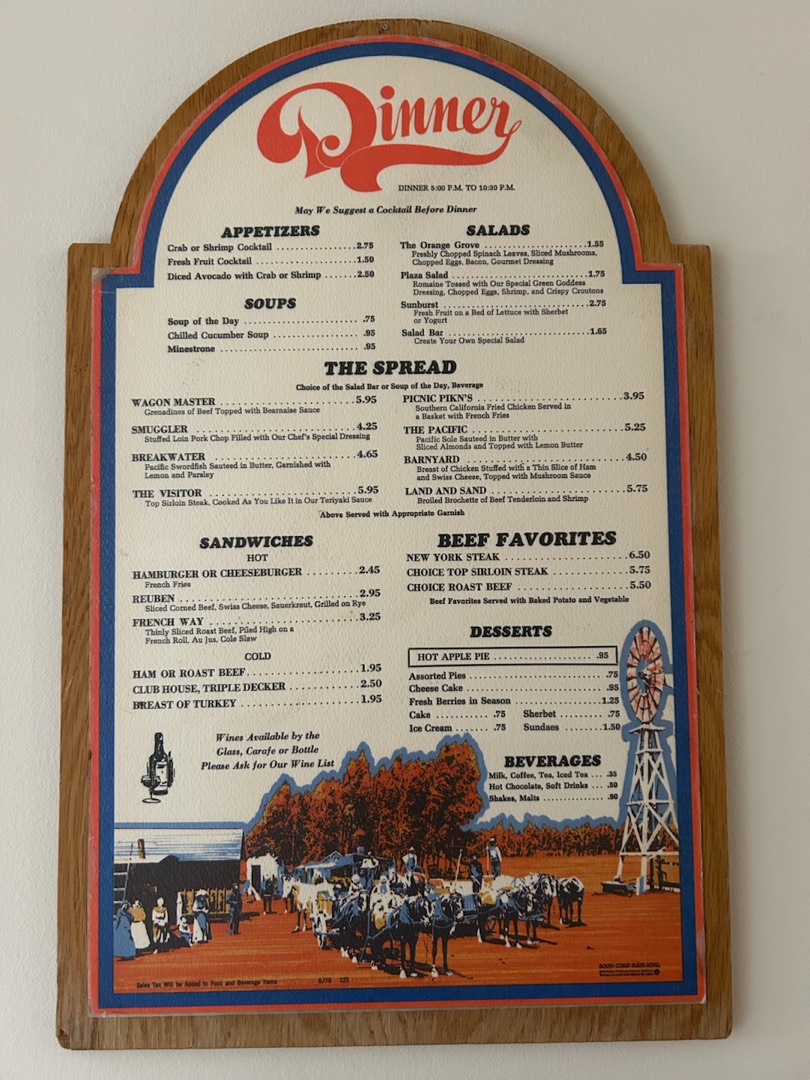 Dinner
DINNER 5:00 P.M. TO 10:30 P.M.
May We Suggest a Cocktail Before Dinner
APPETIZERS
Crab or Shrimp Cocktail ..................2.75
Fresh Fruit Cocktail ......................1.50
Diced Avocado with Crab or Shrimp .......2.50
SOUPS
Soup of the Day ..........................75
Chilled Cucumber Soup ....................95
Minestrone ...............................95
SALADS
The Orange Grove ........................1.55
Freshly Chopped Spinach Leaves, Sliced Mushrooms,
Chopped Eggs, Bacon, Gourmet Dressing
Plaza Salad .............................1.75
Romaine Tossed with Our Special Green Goddess
Dressing, Chopped Eggs, Shrimp, and Crispy Croutons
Sunburst ................................2.75
Fresh Fruit on a Bed of Lettuce with Sherbet
or Yogurt
Salad Bar ...............................1.65
Create Your Own Special Salad
THE SPREAD
Choice of the Salad Bar or Soup of the Day, Beverage
WAGON MASTER ............................5.95
Grenadines of Beef Topped with Bearnaise Sauce
SMUGGLER ................................4.25
Stuffed Loin Pork Chop Filled with Our Chef's Special Dressing
BREAKWATER ..............................4.65
Pacific Swordfish Sauteed in Butter, Garnished with
Lemon and Parsley
THE VISITOR .............................5.95
Top Sirloin Steak, Cooked As You Like It in Our Teriyaki Sauce
PICNIC PIKN'S ...........................3.95
Southern California Fried Chicken Served in
a Basket with French Fries
THE PACIFIC .............................5.25
Pacific Sole Sauteed in Butter with
Sliced Almonds and Topped with Lemon Butter
BARNYARD ................................4.50
Breast of Chicken Stuffed with a Thin Slice of Ham
and Swiss Cheese, Topped with Mushroom Sauce
LAND AND SAND ...........................5.75
Broiled Brochette of Beef Tenderloin and Shrimp
Above Served with Appropriate Garnish
SANDWICHES
HOT
HAMBURGER OR CHEESEBURGER .........2.45
French Fries
REUBEN ..................................2.95
Sliced Corned Beef, Swiss Cheese, Sauerkraut, Grilled on Rye
FRENCH WAY ..............................3.25
Thinly Sliced Roast Beef, Piled High on a
French Roll, Au Jus, Cole Slaw
COLD
HAM OR ROAST BEEF.......................1.95
CLUB HOUSE, TRIPLE DECKER ..............2.50
BREAST OF TURKEY .......................1.95
Wines Available by the
Glass, Carafe or Bottle
Please Ask for Our Wine List
BEEF FAVORITES
NEW YORK STEAK .........................6.50
CHOICE TOP SIRLOIN STEAK ...............5.75
CHOICE ROAST BEEF ......................5.50
Beef Favorites Served with Baked Potato and Vegetable
DESSERTS
HOT APPLE PIE ...........................95
Assorted Pies ...........................75
Cheese Cake .............................95
Fresh Berries in Season ................1.25
Cake ..........75 Sherbet .........75
Ice Cream .......75 Sundaes .......1.50
BEVERAGES
Milk, Coffee, Tea, Iced Tea ... .35
Hot Chocolate, Soft Drinks ... .50
Shakes, Malts ................ .90
Sales Tax Will be Added to Food and Beverage Items
SOUTH COAST PLAZA HOTEL